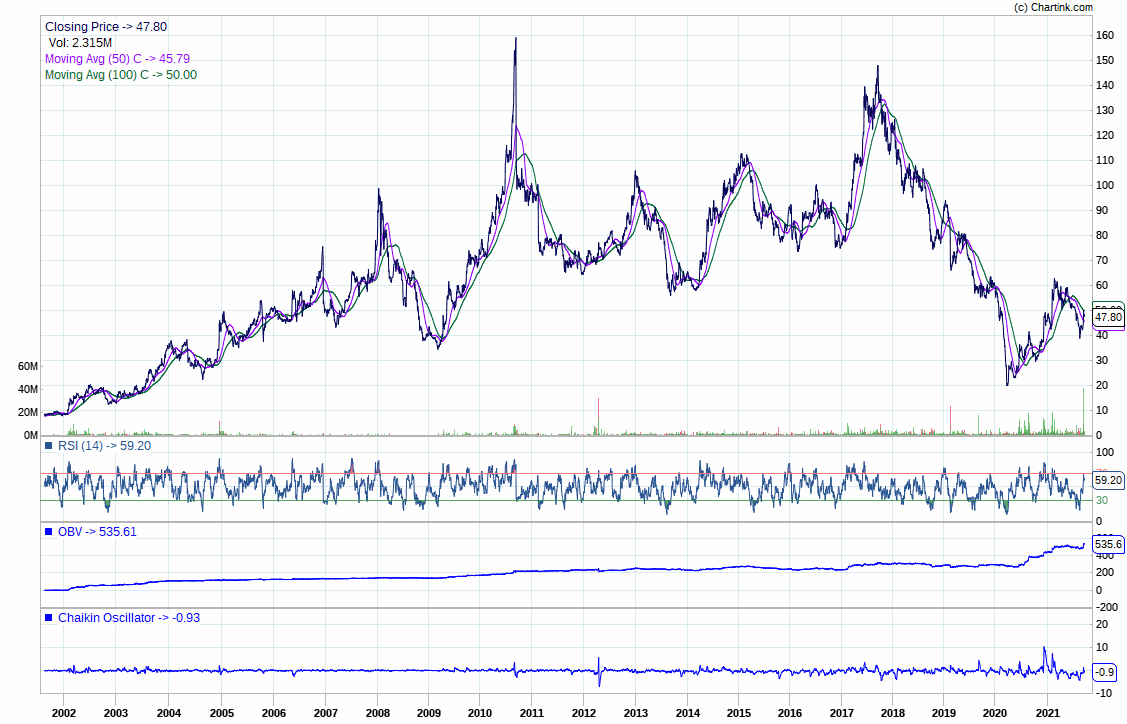 (c) Chartink.com
Closing Price -> 47.80
Vol: 2.315M
Moving Avg (50) C -> 45.79
Moving Avg (100) C -> 50.00
160
150
140
130
120
110
100
90
80
70
60
47.80
40
30
20
10
0
60M
40M
20M
0M
RSI (14) -> 59.20
100
59.20
30
0
OBV -> 535.61
535.6
400
200
0
-200
Chaikin Oscillator -> -0.93
20
10
-0.9
-10
2002 2003 2004 2005 2006 2007 2008 2009 2010 2011 2012 2013 2014 2015 2016 2017 2018 2019 2020 2021